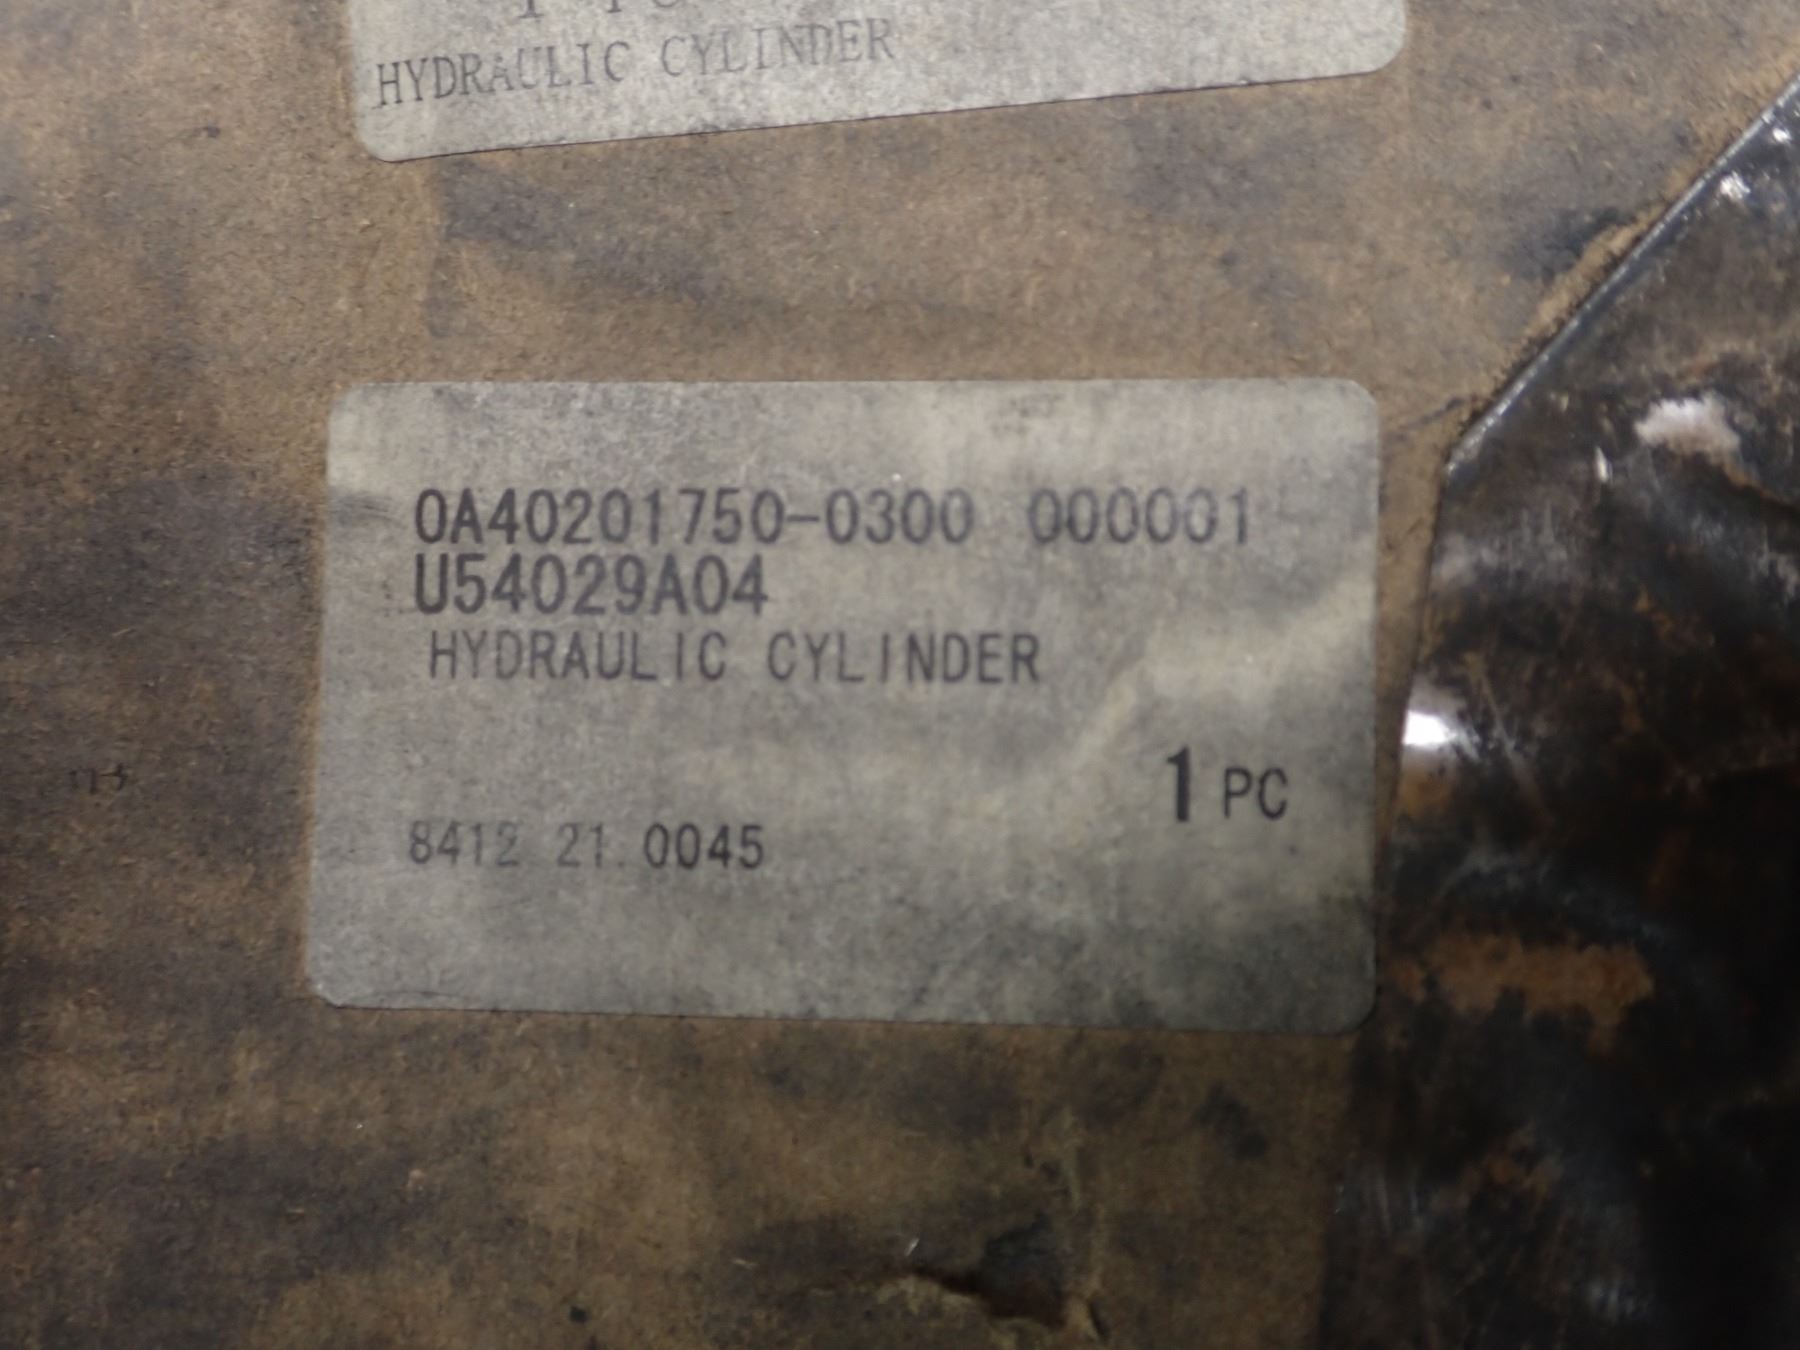 HYDRAULIC CYLINDER
0A40201750-0300 000001
U54029A04
HYDRAULIC CYLINDER
1 PC
8412 21. 0045